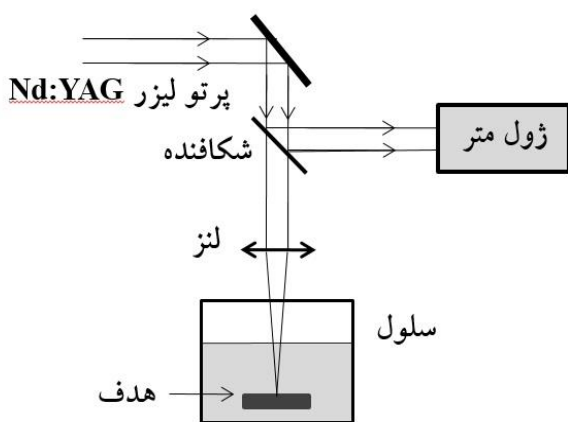 پرتو لیزر Nd:YAG
شکافنده
ژول متر
لنز
سلول
هدف